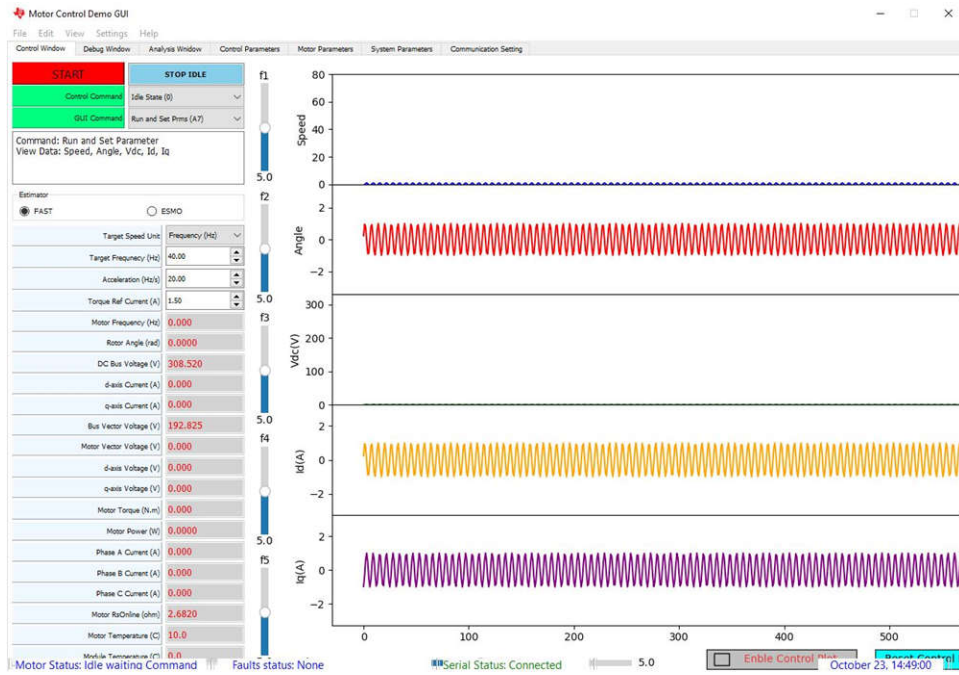 Motor Control Demo GUI
File Edit View Settings Help
Control Window Debug Window Analysis Wnidow Control Parameters Motor Parameters System Parameters Communication Setting
START STOP IDLE
Control Command Idle State (0)
GUI Command Run and Set Prms (A7)
Command: Run and Set Parameter
View Data: Speed, Angle, Vdc, Id, Iq
Estimator
FAST ESMO
Target Speed Unit Frequency (Hz)
Target Frequnecy (Hz) 40.00
Acceleration (Hz/s) 20.00
Torque Ref Current (A) 1.50
Motor Frequency (Hz) 0.000
Rotor Angle (rad) 0.0000
DC Bus Voltage (V) 308.520
d-axis Current (A) 0.000
q-axis Current (A) 0.000
Bus Vector Voltage (V) 192.825
Motor Vector Voltage (V) 0.000
d-axis Voltage (V) 0.000
q-axis Voltage (V) 0.000
Motor Torque (N.m) 0.000
Motor Power (W) 0.0000
Phase A Current (A) 0.000
Phase B Current (A) 0.000
Phase C Current (A) 0.000
Motor RsOnline (ohm) 2.6820
Motor Temperature (C) 10.0
Module Temperature (C) 0.0
f1
5.0
f2
5.0
f3
5.0
f4
5.0
f5
Speed
80
60
40
20
0
Angle
2
0
−2
Vdc(V)
300
200
100
0
Id(A)
2
0
−2
Iq(A)
2
0
−2
0 100 200 300 400 500
Motor Status: Idle waiting Command Faults status: None Serial Status: Connected 5.0 Enble Control Plot Reset Control
October 23, 14:49:00